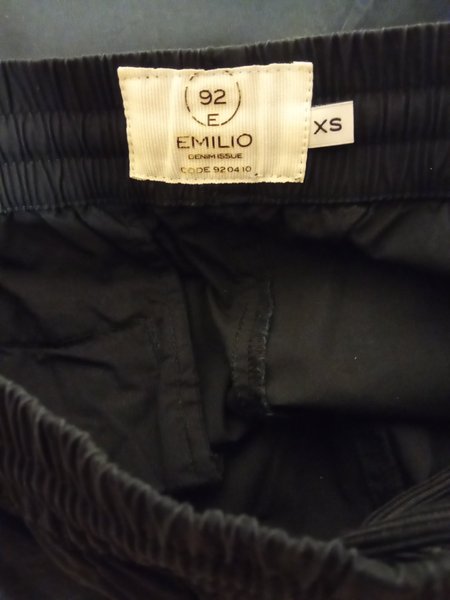 92
E
EMILIO
DENIM ISSUE
CODE 920410
XS